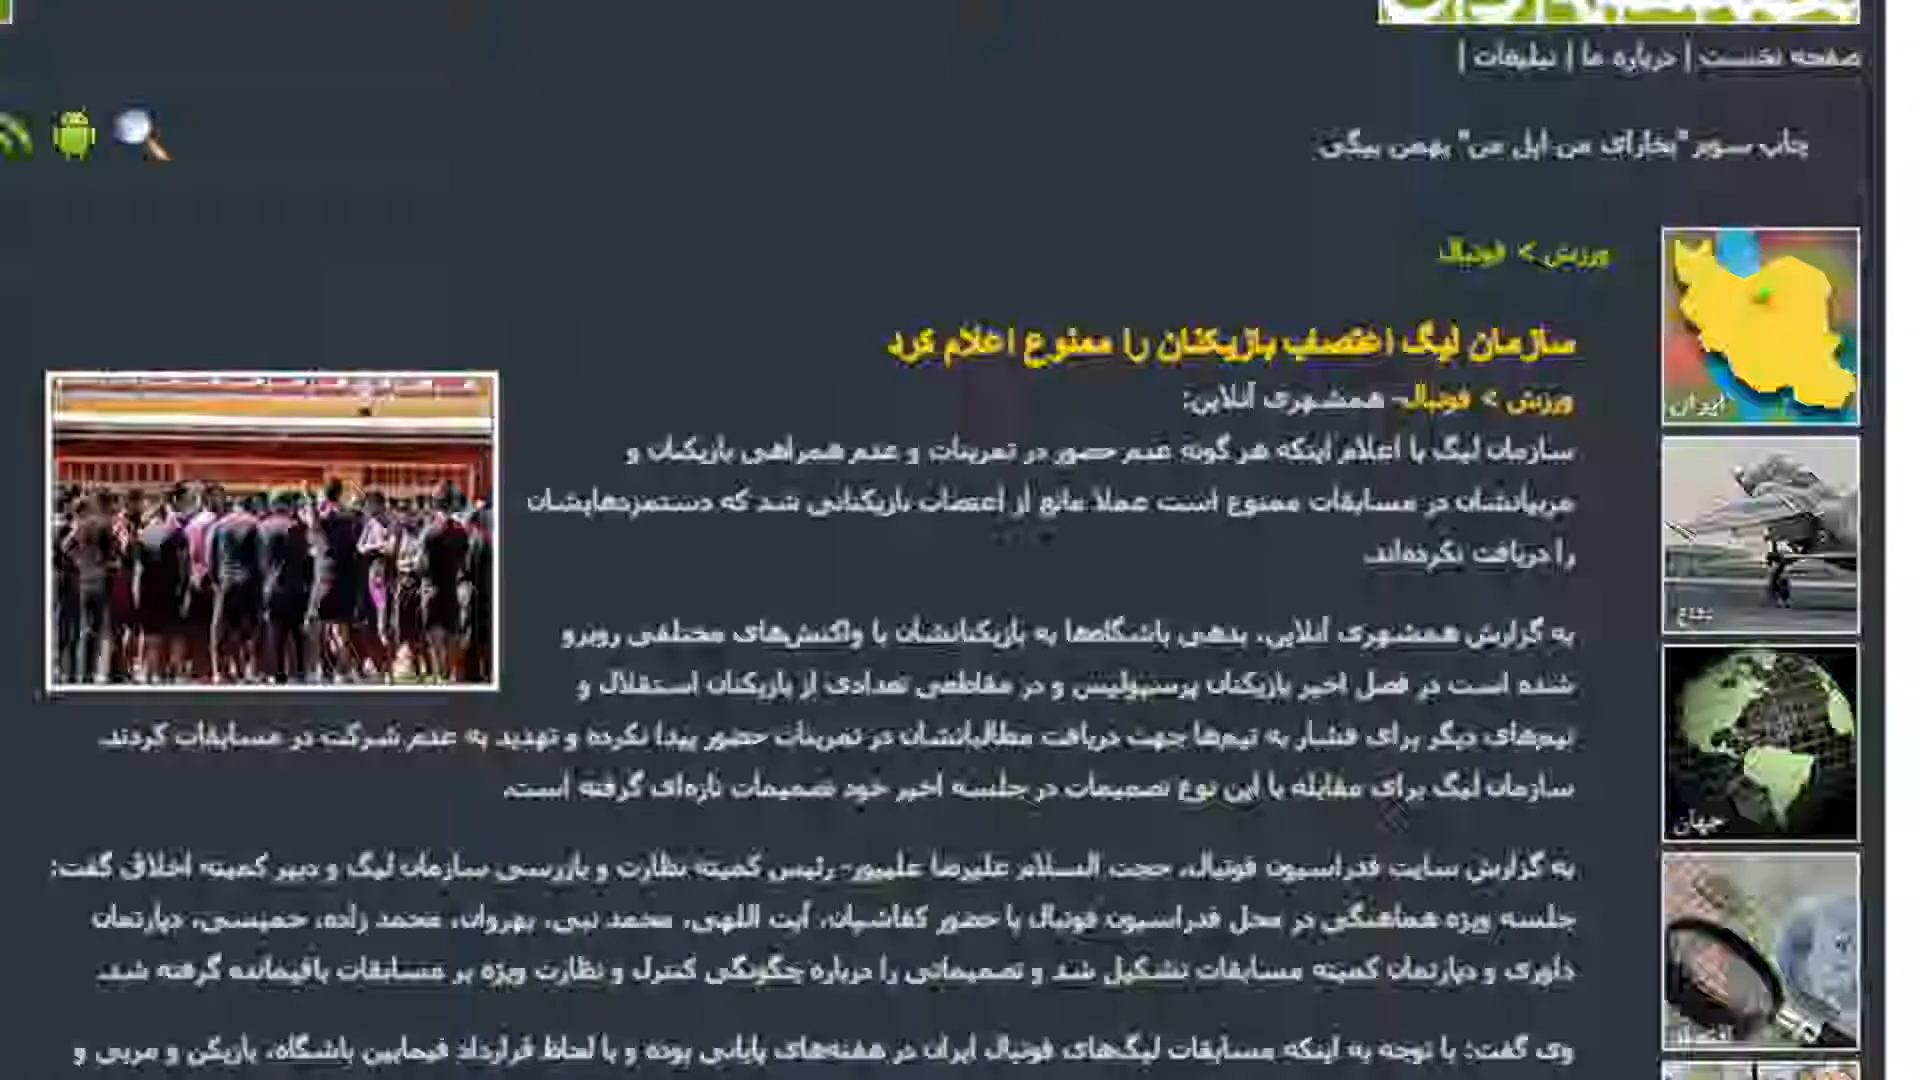 صفحه نخست | درباره ما | تبلیغات |
چاپ سوم "بخارای من ایل من" بهمن بیگی
ورزش > فوتبال
سازمان لیگ اعتصاب بازیکنان را ممنوع اعلام کرد
ورزش > فوتبال- همشهری آنلاین:
سازمان لیگ با اعلام اینکه هر گونه عدم حضور در تمرینات و عدم همراهی بازیکنان و
مربیانشان در مسابقات ممنوع است عملا مانع از اعتصاب بازیکنانی شد که دستمزدهایشان
را دریافت نکرده‌اند.
به گزارش همشهری آنلاین، بدهی باشگاه‌ها به بازیکنانشان با واکنش‌های مختلفی روبرو
شده است در فصل اخیر بازیکنان پرسپولیس و در مقاطعی تعدادی از بازیکنان استقلال و
تیم‌های دیگر برای فشار به تیم‌ها جهت دریافت مطالباتشان در تمرینات حضور پیدا نکرده و تهدید به عدم شرکت در مسابقات کردند.
سازمان لیگ برای مقابله با این نوع تصمیمات در جلسه اخیر خود تصمیمات تازه‌ای گرفته است.
به گزارش سایت فدراسیون فوتبال، حجت السلام علیرضا علیپور- رئیس کمیته نظارت و بازرسی سازمان لیگ و دبیر کمیته اخلاق گفت:
جلسه ویژه هماهنگی در محل فدراسیون فوتبال با حضور کفاشیان، آیت اللهی، محمد نبی، بهروان، محمد زاده، دپارتمان
داوری و دپارتمان کمیته مسابقات تشکیل شد و تصمیماتی را درباره چگونگی کنترل و نظارت ویژه بر مسابقات باقیمانده گرفته شد.
وی گفت: با توجه به اینکه مسابقات لیگ‌های فوتبال ایران در هفته‌های پایانی بوده و با لحاظ قرارداد فیمابین باشگاه، بازیکن و مربی و
ایران
جهان
اقتصاد